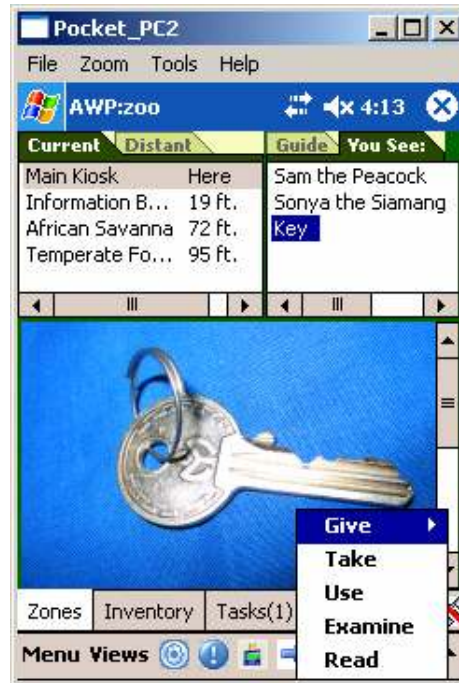 Pocket_PC2
File Zoom Tools Help
AWP:zoo 4:13
Current Distant Guide You See:
Main Kiosk Here
Information B... 19 ft.
African Savanna 72 ft.
Temperate Fo... 95 ft.
Sam the Peacock
Sonya the Siamang
Key
Give
Take
Use
Examine
Read
Zones Inventory Tasks(1)
Menu Views